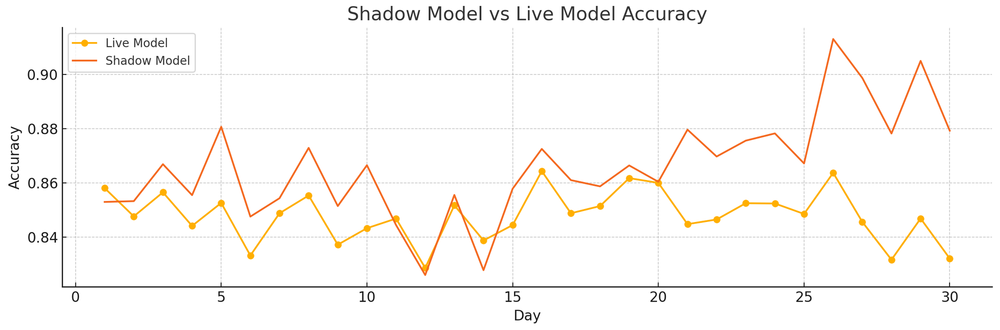 Shadow Model vs Live Model Accuracy
Live Model
Shadow Model
Accuracy
0.90
0.88
0.86
0.84
0 5 10 15 20 25 30
Day